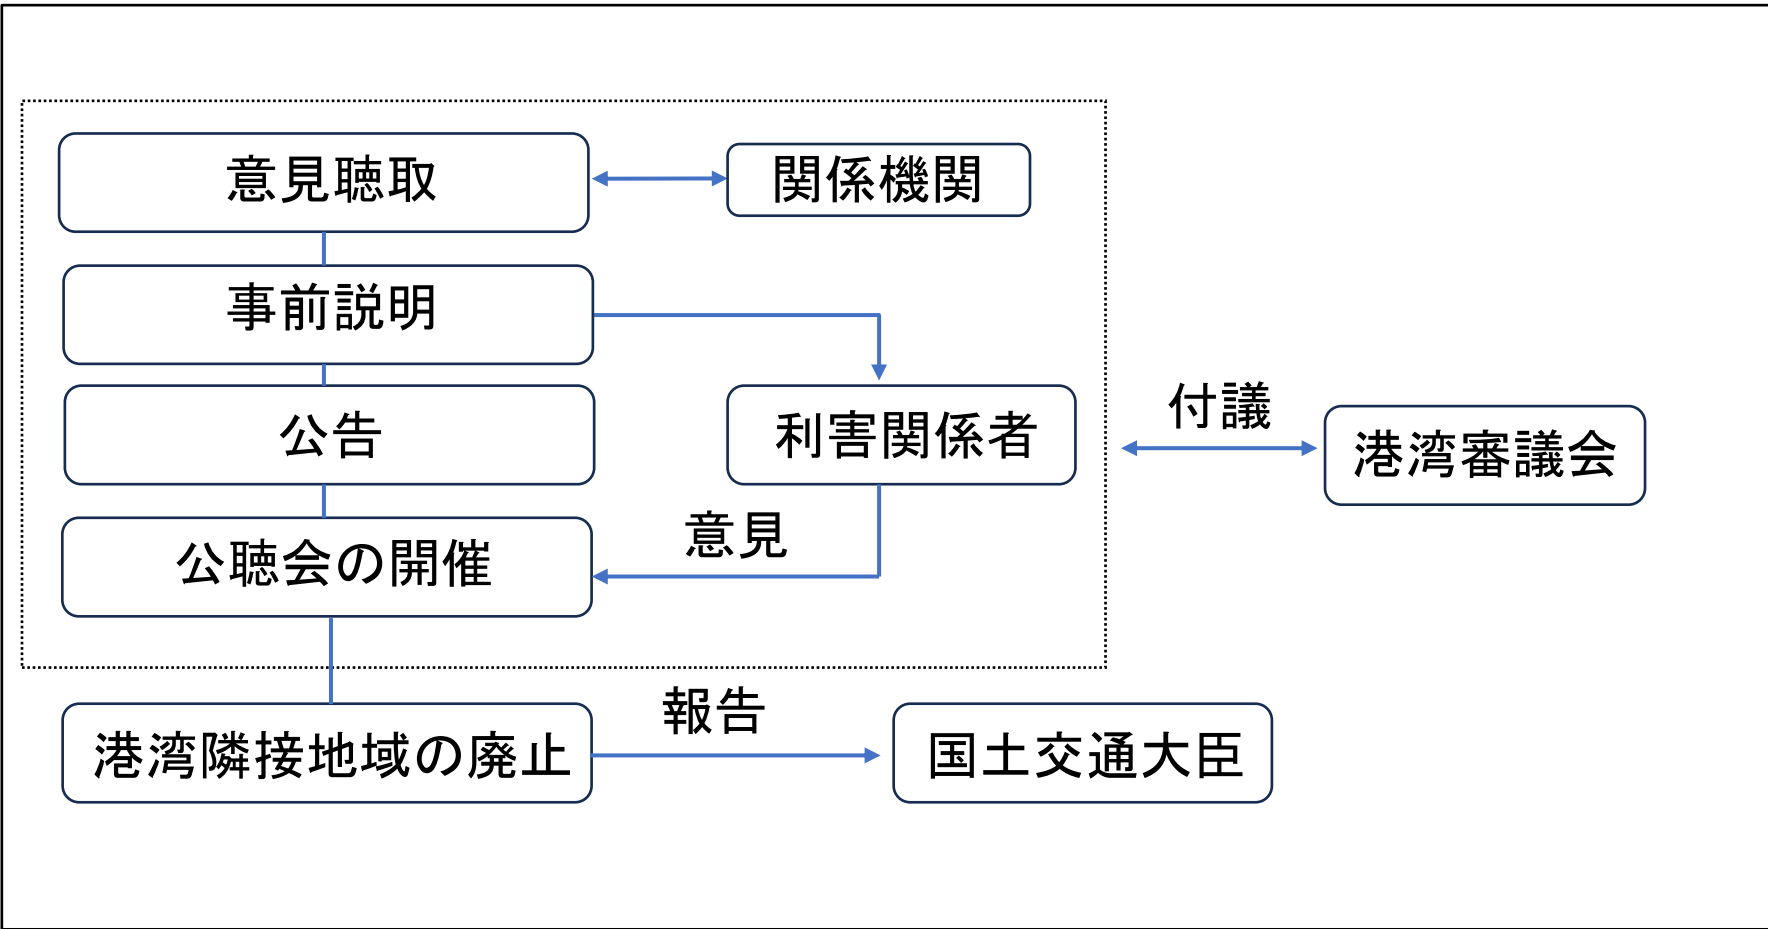 意見聴取
関係機関
事前説明
公告
利害関係者
付議
港湾審議会
意見
公聴会の開催
報告
港湾隣接地域の廃止
国土交通大臣